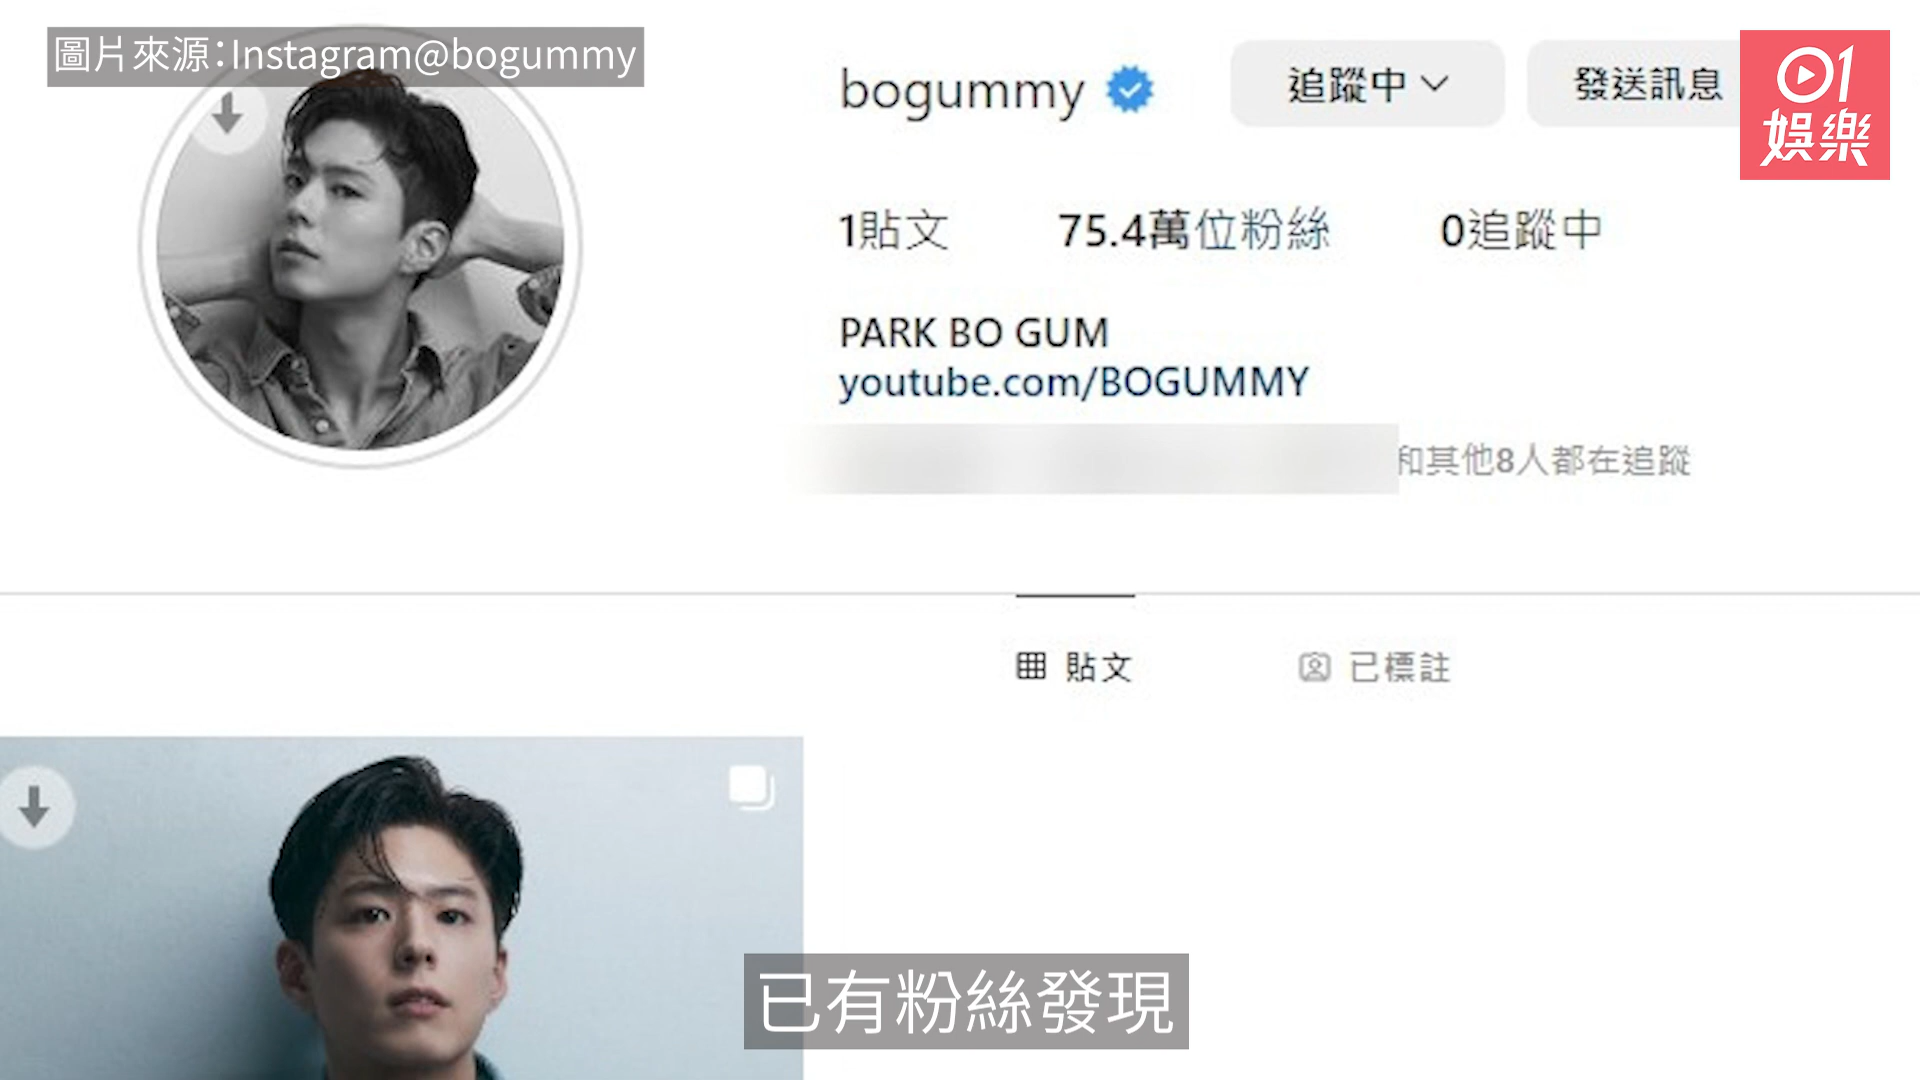 圖片來源：Instagram@bogummy
bogummy
追蹤中
發送訊息
01
娛樂
1貼文
75.4萬位粉絲
0追蹤中
PARK BO GUM
youtube.com/BOGUMMY
和其他8人都在追蹤
貼文
已標註
已有粉絲發現